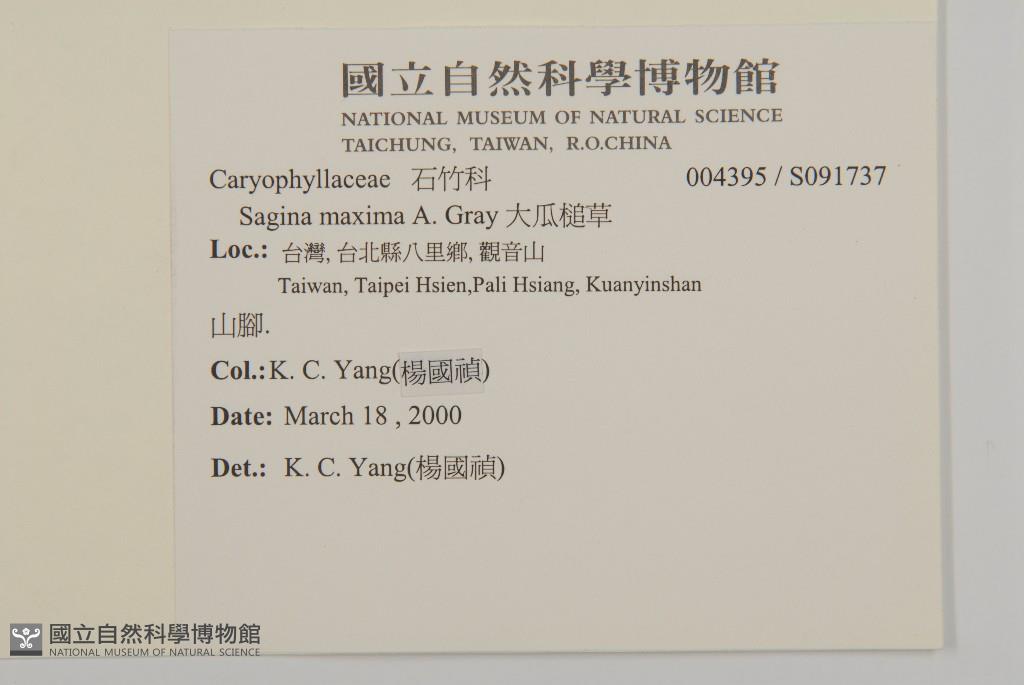 國立自然科學博物館
NATIONAL MUSEUM OF NATURAL SCIENCE
TAICHUNG, TAIWAN, R.O.CHINA
Caryophyllaceae 石竹科 004395 / S091737
Sagina maxima A. Gray 大瓜槌草
Loc.: 台灣, 台北縣八里鄉, 觀音山
Taiwan, Taipei Hsien,Pali Hsiang, Kuanyinshan
山腳.
Col.:K. C. Yang(楊國禎)
Date: March 18 , 2000
Det.: K. C. Yang(楊國禎)
國立自然科學博物館
NATIONAL MUSEUM OF NATURAL SCIENCE